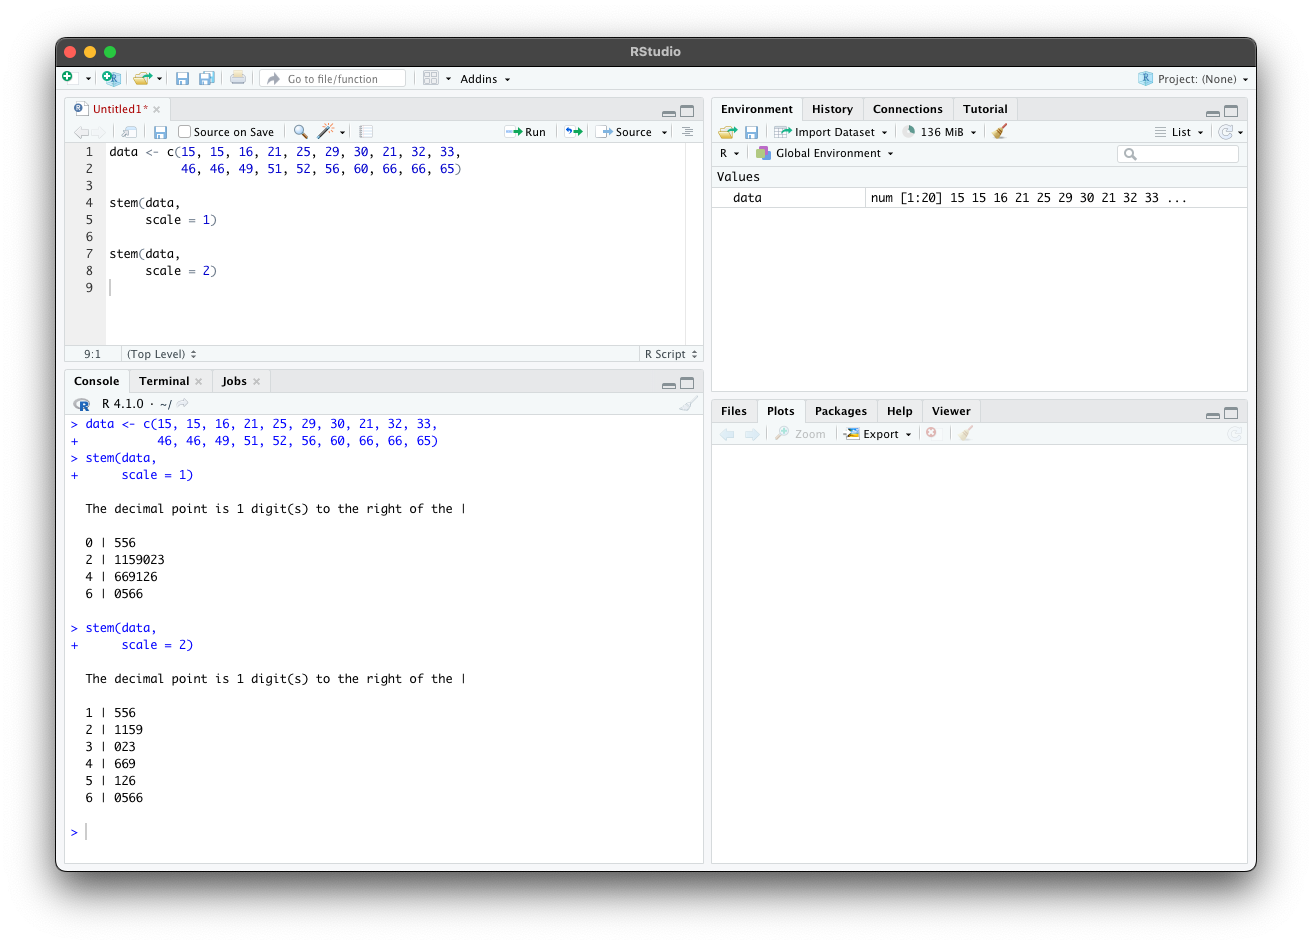 RStudio
Go to file/function
Addins
Project: (None)
Untitled1*
Source on Save
Run
Source
1 data <- c(15, 15, 16, 21, 25, 29, 30, 21, 32, 33,
2           46, 46, 49, 51, 52, 56, 60, 66, 66, 65)
3
4 stem(data,
5      scale = 1)
6
7 stem(data,
8      scale = 2)
9
9:1 (Top Level) R Script
Console Terminal Jobs
R 4.1.0 · ~/
> data <- c(15, 15, 16, 21, 25, 29, 30, 21, 32, 33,
+           46, 46, 49, 51, 52, 56, 60, 66, 66, 65)
> stem(data,
+      scale = 1)
The decimal point is 1 digit(s) to the right of the |
0 | 556
2 | 1159023
4 | 669126
6 | 0566
> stem(data,
+      scale = 2)
The decimal point is 1 digit(s) to the right of the |
1 | 556
2 | 1159
3 | 023
4 | 669
5 | 126
6 | 0566
>
Environment History Connections Tutorial
Import Dataset 136 MiB List
R Global Environment
Values
data num [1:20] 15 15 16 21 25 29 30 21 32 33 ...
Files Plots Packages Help Viewer
Zoom Export